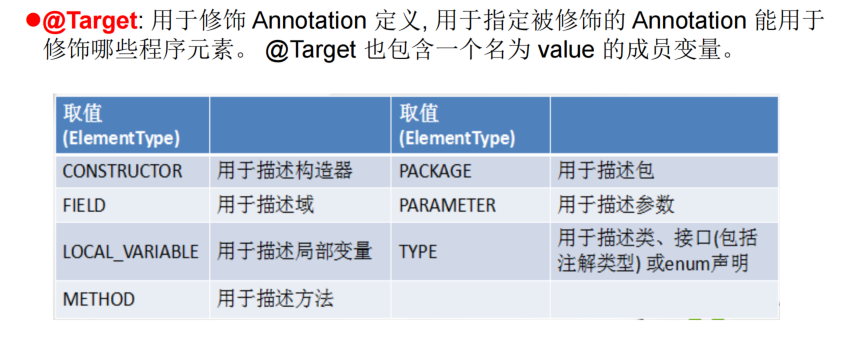 ●@Target: 用于修饰 Annotation 定义, 用于指定被修饰的 Annotation 能用于
修饰哪些程序元素。 @Target 也包含一个名为 value 的成员变量。
取值 取值
(ElementType) (ElementType)
CONSTRUCTOR 用于描述构造器 PACKAGE 用于描述包
FIELD 用于描述域 PARAMETER 用于描述参数
LOCAL_VARIABLE 用于描述局部变量 TYPE 用于描述类、接口(包括
注解类型) 或enum声明
METHOD 用于描述方法